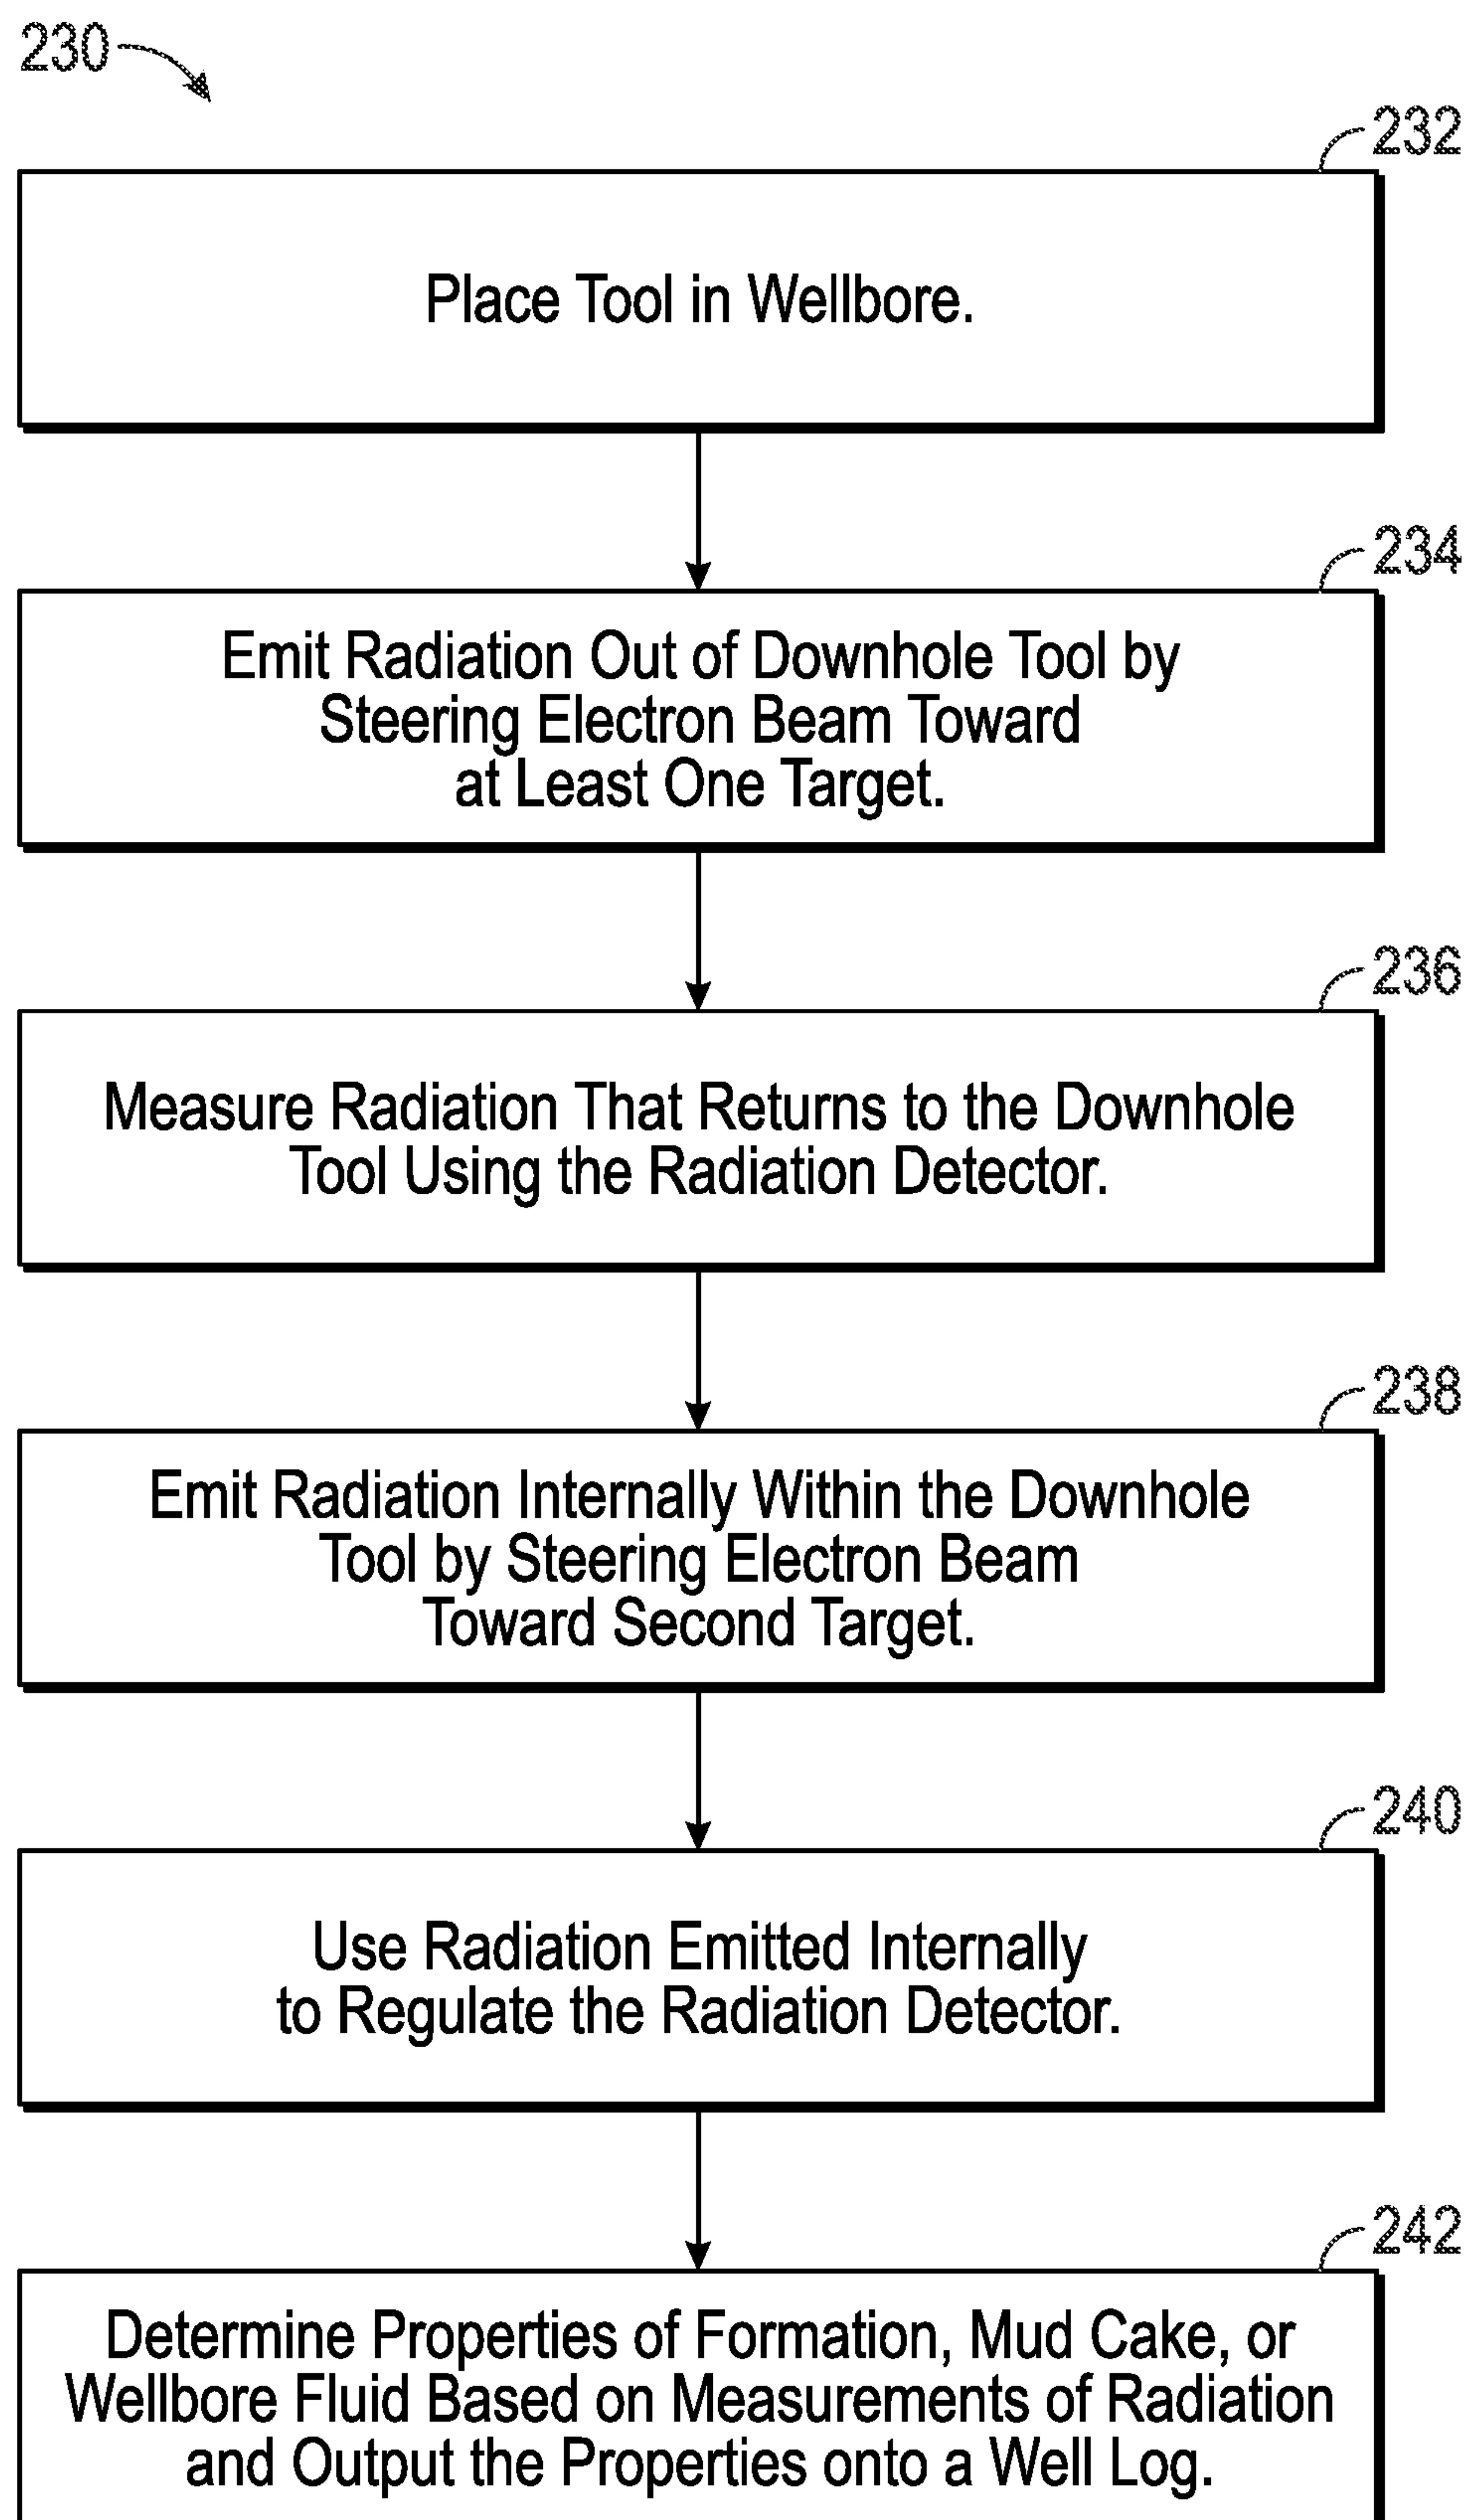 230
232
Place Tool in Wellbore.
234
Emit Radiation Out of Downhole Tool by
Steering Electron Beam Toward
at Least One Target.
236
Measure Radiation That Returns to the Downhole
Tool Using the Radiation Detector.
238
Emit Radiation Internally Within the Downhole
Tool by Steering Electron Beam
Toward Second Target.
240
Use Radiation Emitted Internally
to Regulate the Radiation Detector.
242
Determine Properties of Formation, Mud Cake, or
Wellbore Fluid Based on Measurements of Radiation
and Output the Properties onto a Well Log.